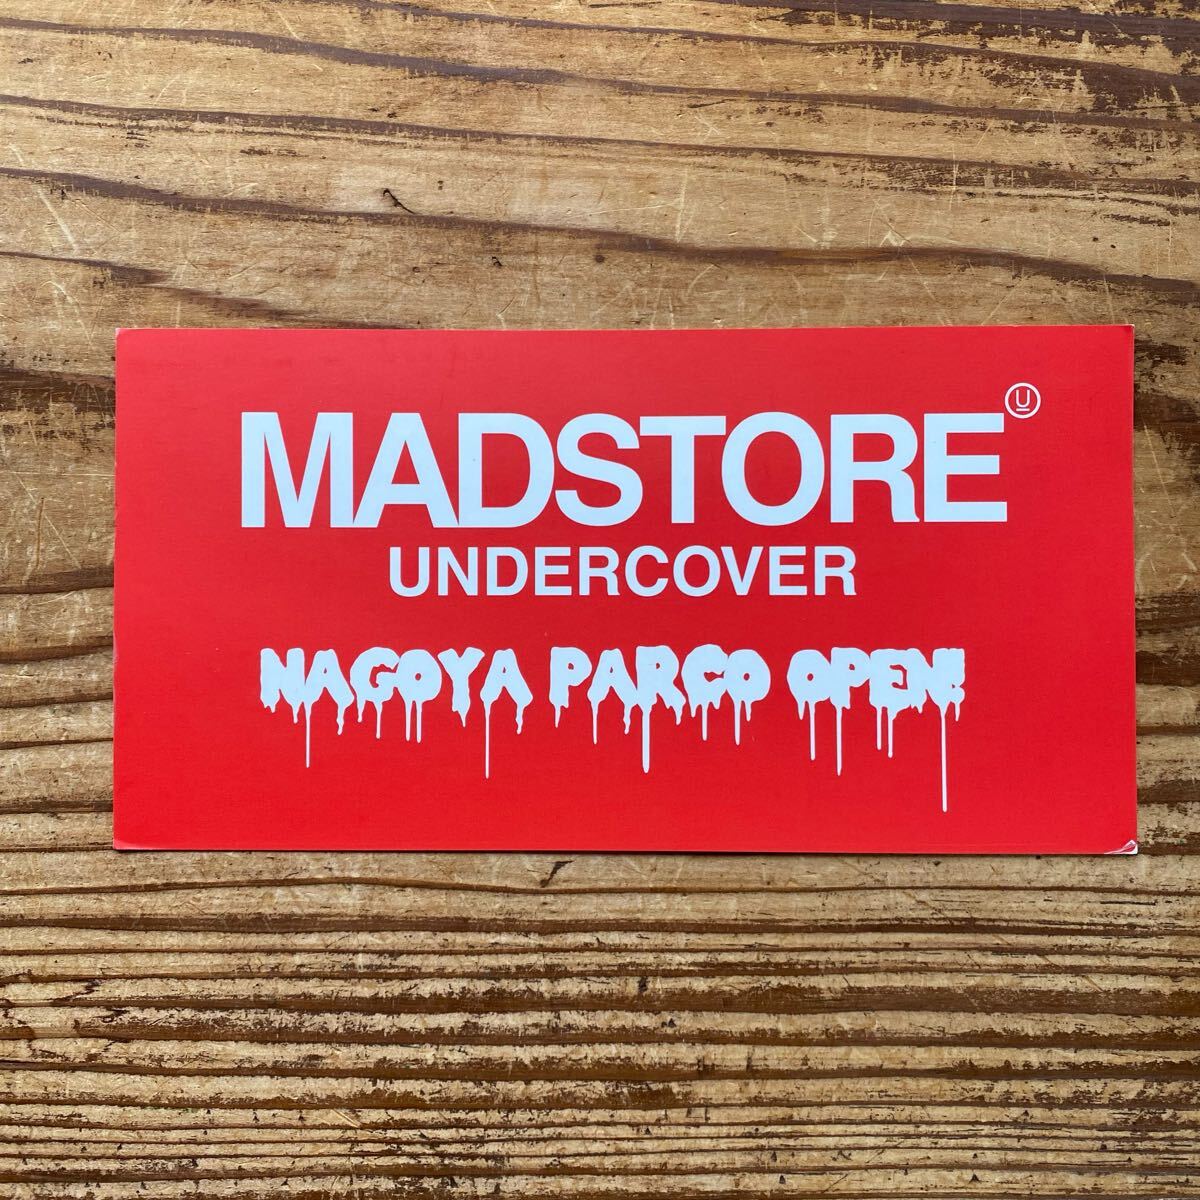 MADSTORE Ⓤ
UNDERCOVER
NAGOYA PARCO OPEN!